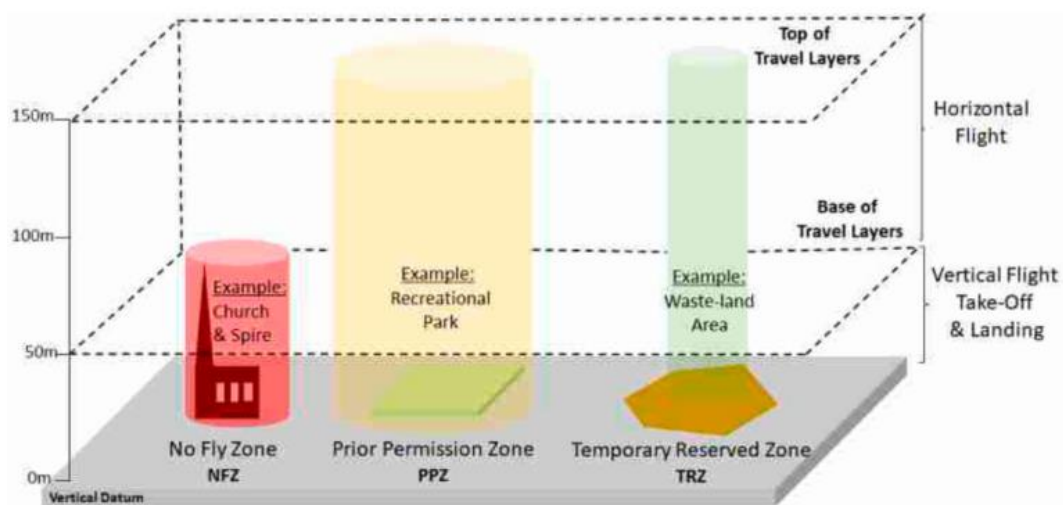 Top of
Travel Layers
150m
Horizontal
Flight
Base of
Travel Layers
100m
Example:
Church
& Spire
Example:
Recreational
Park
Example:
Waste-land
Area
Vertical Flight
Take-Off
& Landing
50m
No Fly Zone
NFZ
Prior Permission Zone
PPZ
Temporary Reserved Zone
TRZ
0m
Vertical Datum